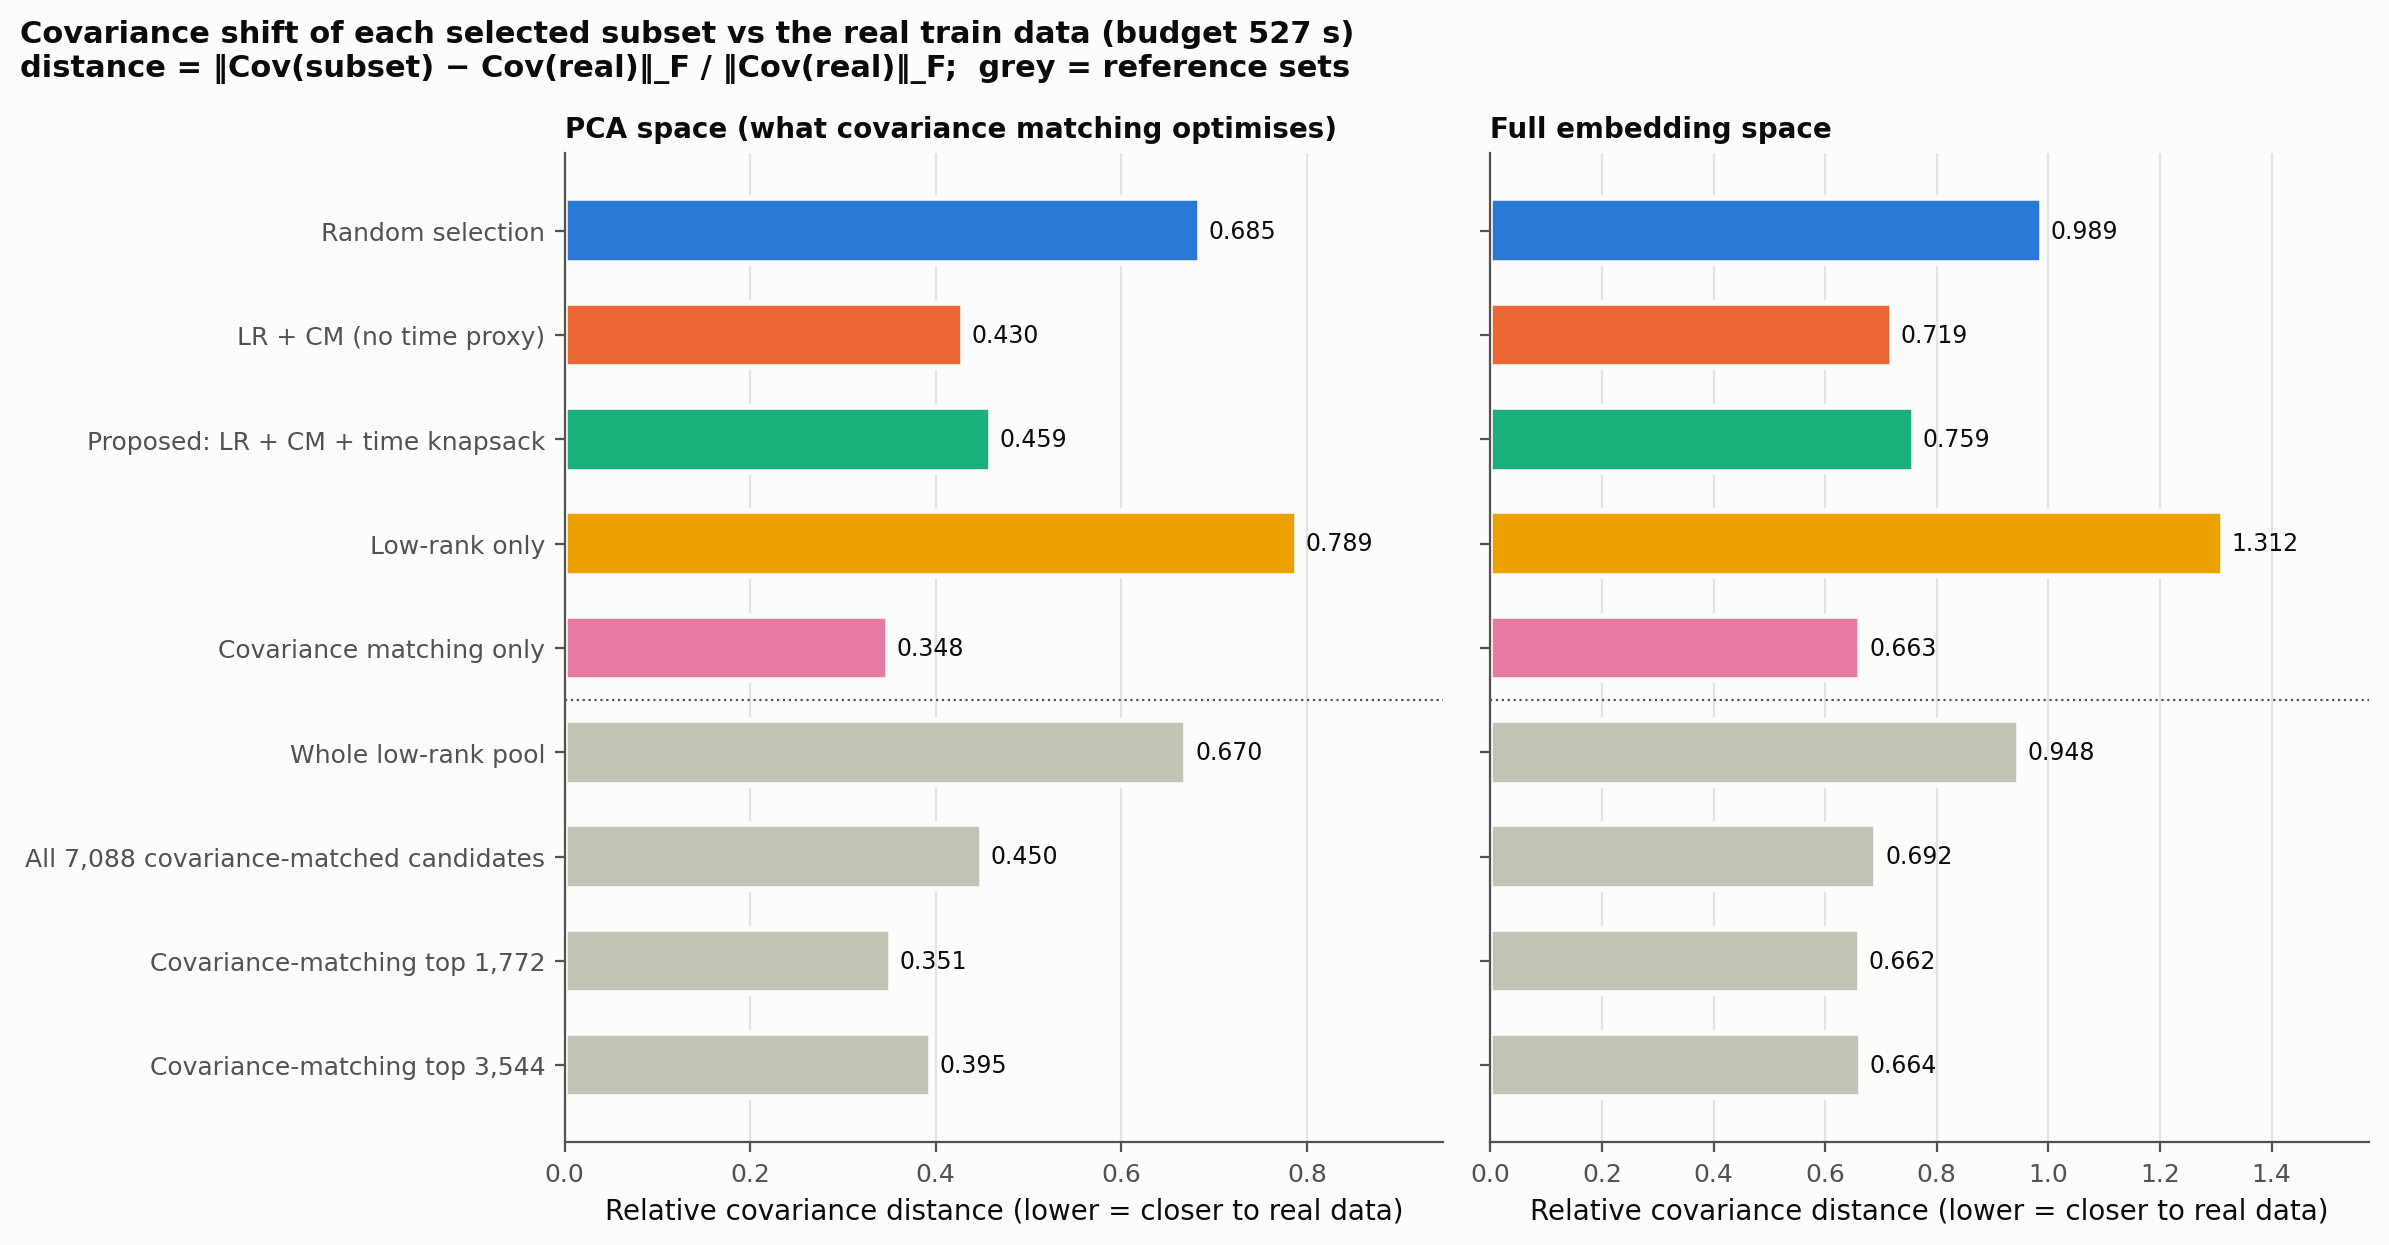 Covariance shift of each selected subset vs the real train data (budget 527 s)
distance = ‖Cov(subset) − Cov(real)‖_F / ‖Cov(real)‖_F;  grey = reference sets
PCA space (what covariance matching optimises)
Random selection
0.685
LR + CM (no time proxy)
0.430
Proposed: LR + CM + time knapsack
0.459
Low-rank only
0.789
Covariance matching only
0.348
Whole low-rank pool
0.670
All 7,088 covariance-matched candidates
0.450
Covariance-matching top 1,772
0.351
Covariance-matching top 3,544
0.395
0.0 0.2 0.4 0.6 0.8
Relative covariance distance (lower = closer to real data)
Full embedding space
0.989
0.719
0.759
1.312
0.663
0.948
0.692
0.662
0.664
0.0 0.2 0.4 0.6 0.8 1.0 1.2 1.4
Relative covariance distance (lower = closer to real data)